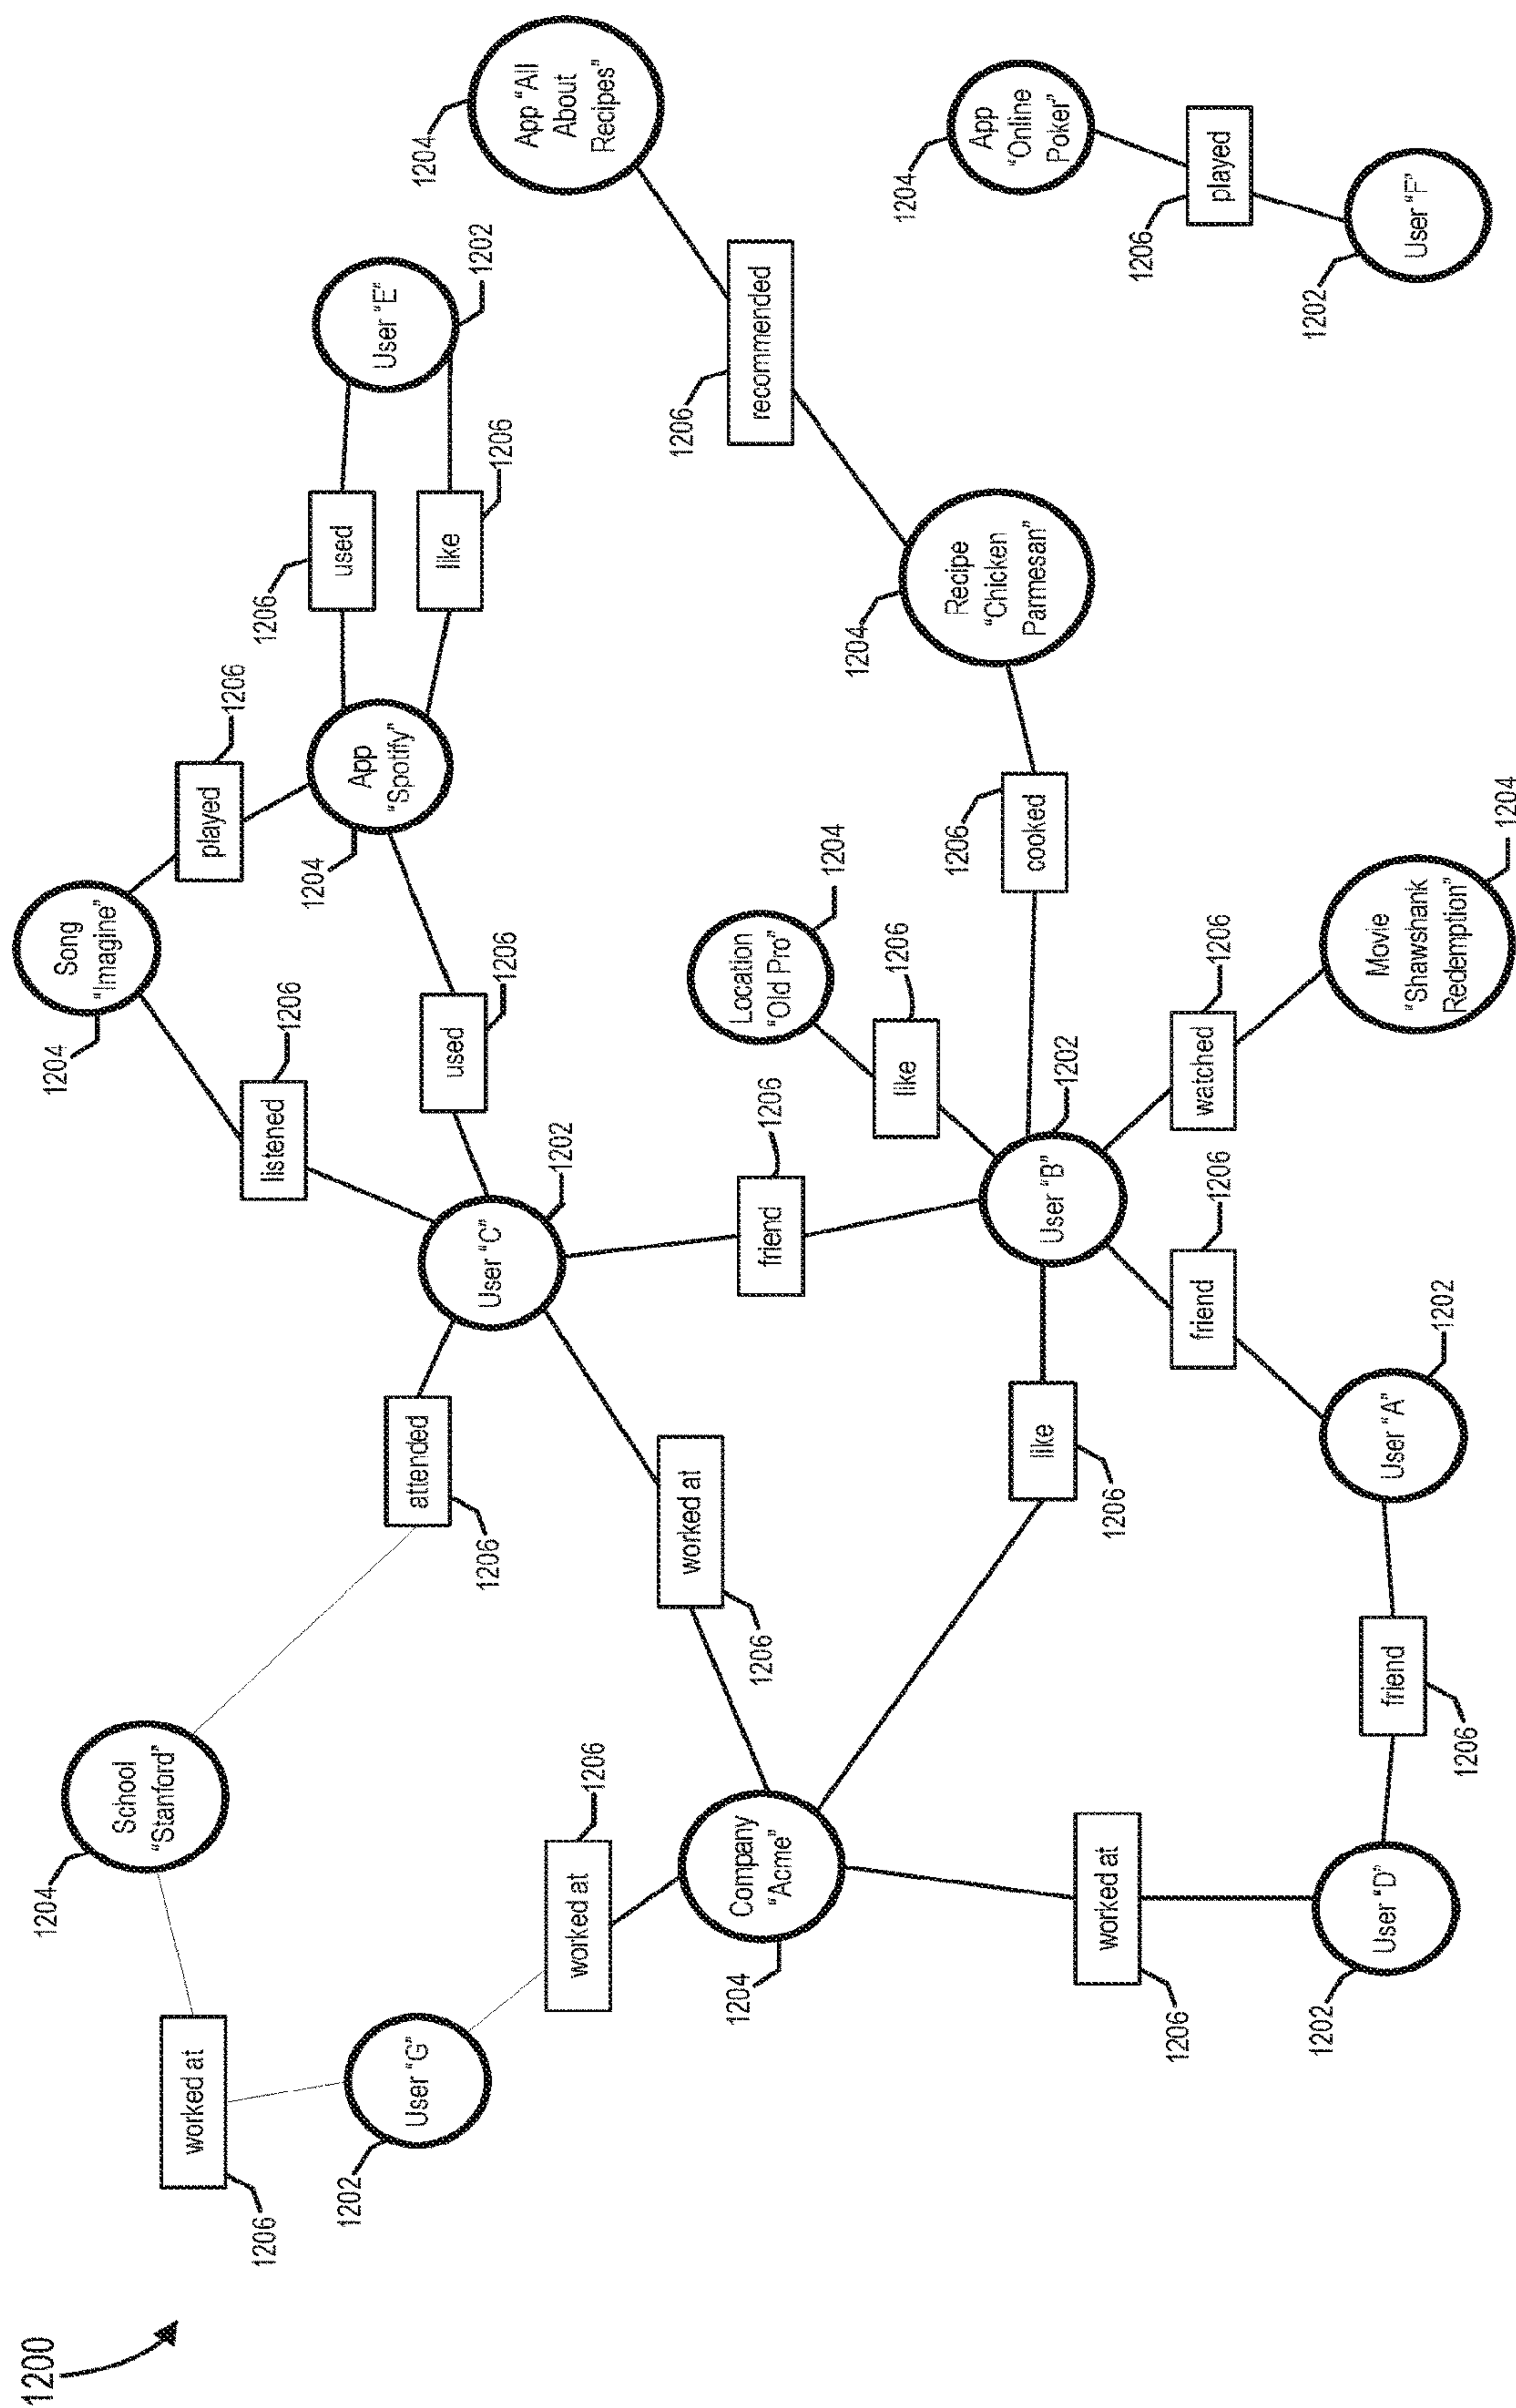 1200
1206
worked at
1204
School
"Stanford"
1202
User "G"
worked at
1206
attended
1206
1204
Song
"Imagine"
listened
1206
played
1206
User "C"
1202
used
1206
App
"Spotify"
1204
1206
used
like
1206
User "E"
1202
1204
App "All
About
Recipes"
Company
"Acme"
1204
worked at
1206
friend
1206
Location
"Old Pro"
1204
like
1206
1206
recommended
worked at
1206
like
1206
User "B"
1202
1206
cooked
1204
Recipe
"Chicken
Parmesan"
1204
App
"Online
Poker"
1202
User "D"
friend
1206
User "A"
1202
friend
1206
watched
1206
Movie
"Shawshank
Redemption"
1204
1206
played
1202
User "F"